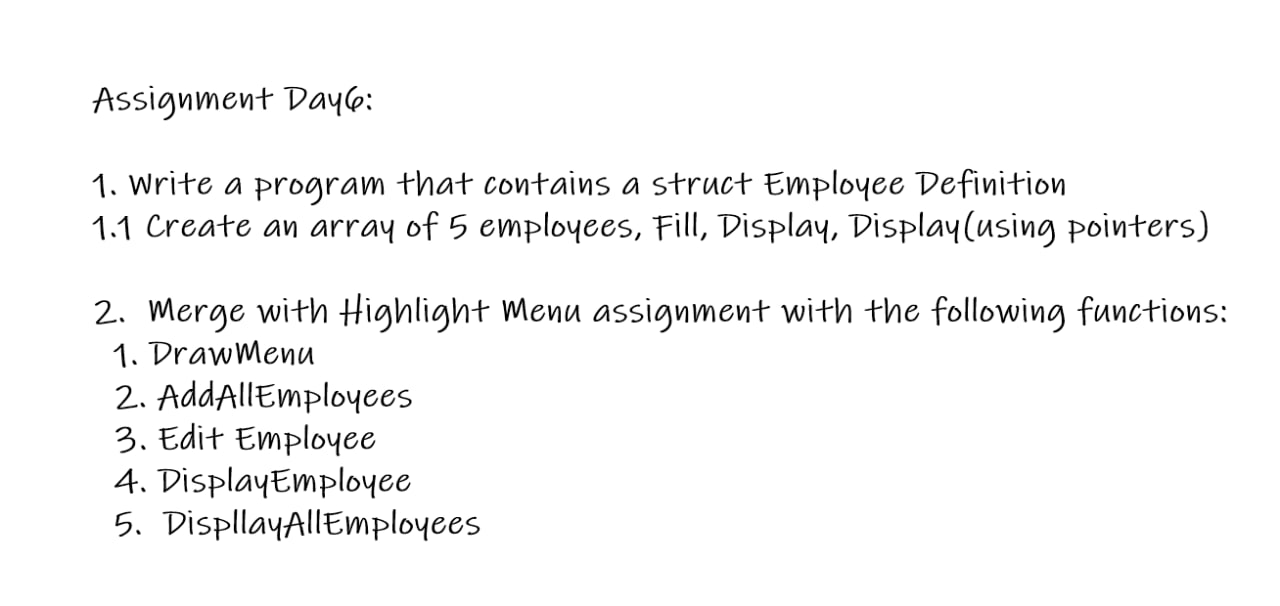 Assignment Day6:
1. Write a program that contains a struct Employee Definition
1.1 Create an array of 5 employees, Fill, Display, Display(using pointers)
2. Merge with Highlight Menu assignment with the following functions:
1. DrawMenu
2. AddAllEmployees
3. Edit Employee
4. DisplayEmployee
5. DispllayAllEmployees